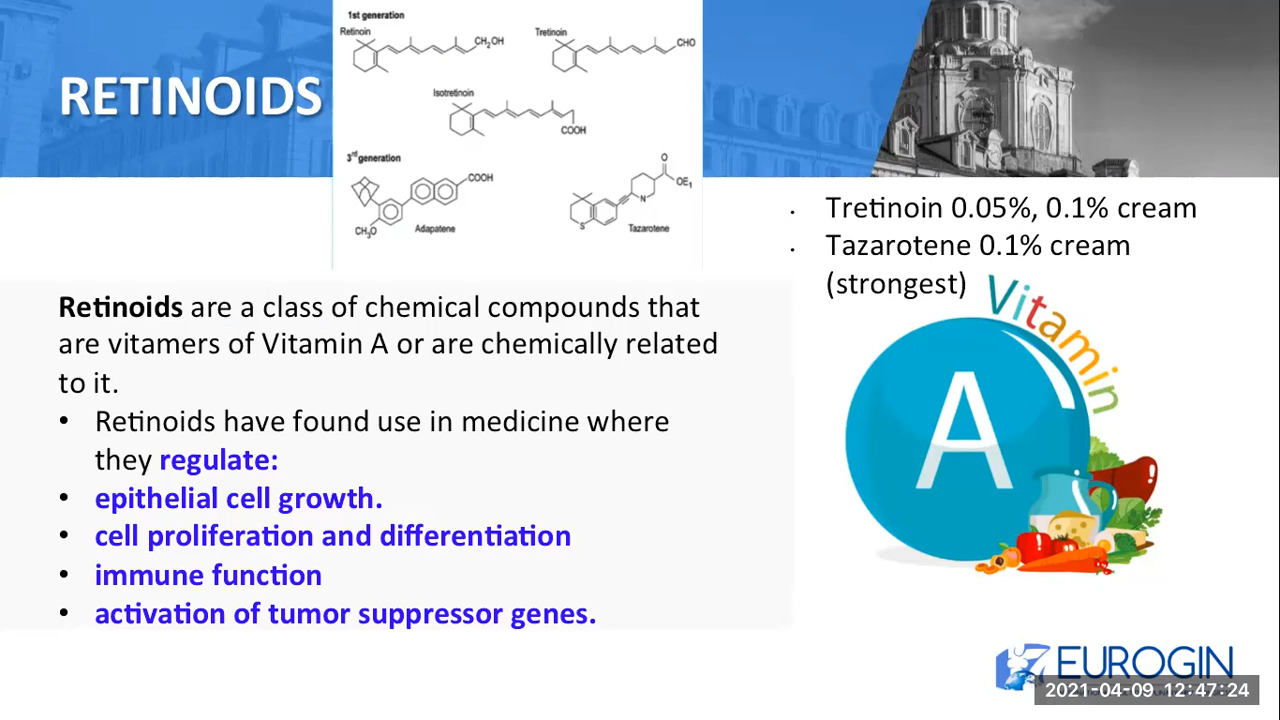 RETINOIDS
1st generation
Retinoin
CH2OH
Tretinoin
CHO
Isotretinoin
COOH
3rd generation
COOH
CH3O
Adapatene
O
OE1
N
S
Tazarotene
• Tretinoin 0.05%, 0.1% cream
• Tazarotene 0.1% cream
(strongest)
Vitamin
A
Retinoids are a class of chemical compounds that
are vitamers of Vitamin A or are chemically related
to it.
• Retinoids have found use in medicine where
they regulate:
• epithelial cell growth.
• cell proliferation and differentiation
• immune function
• activation of tumor suppressor genes.
EUROGIN
2021-04-09 12:47:24